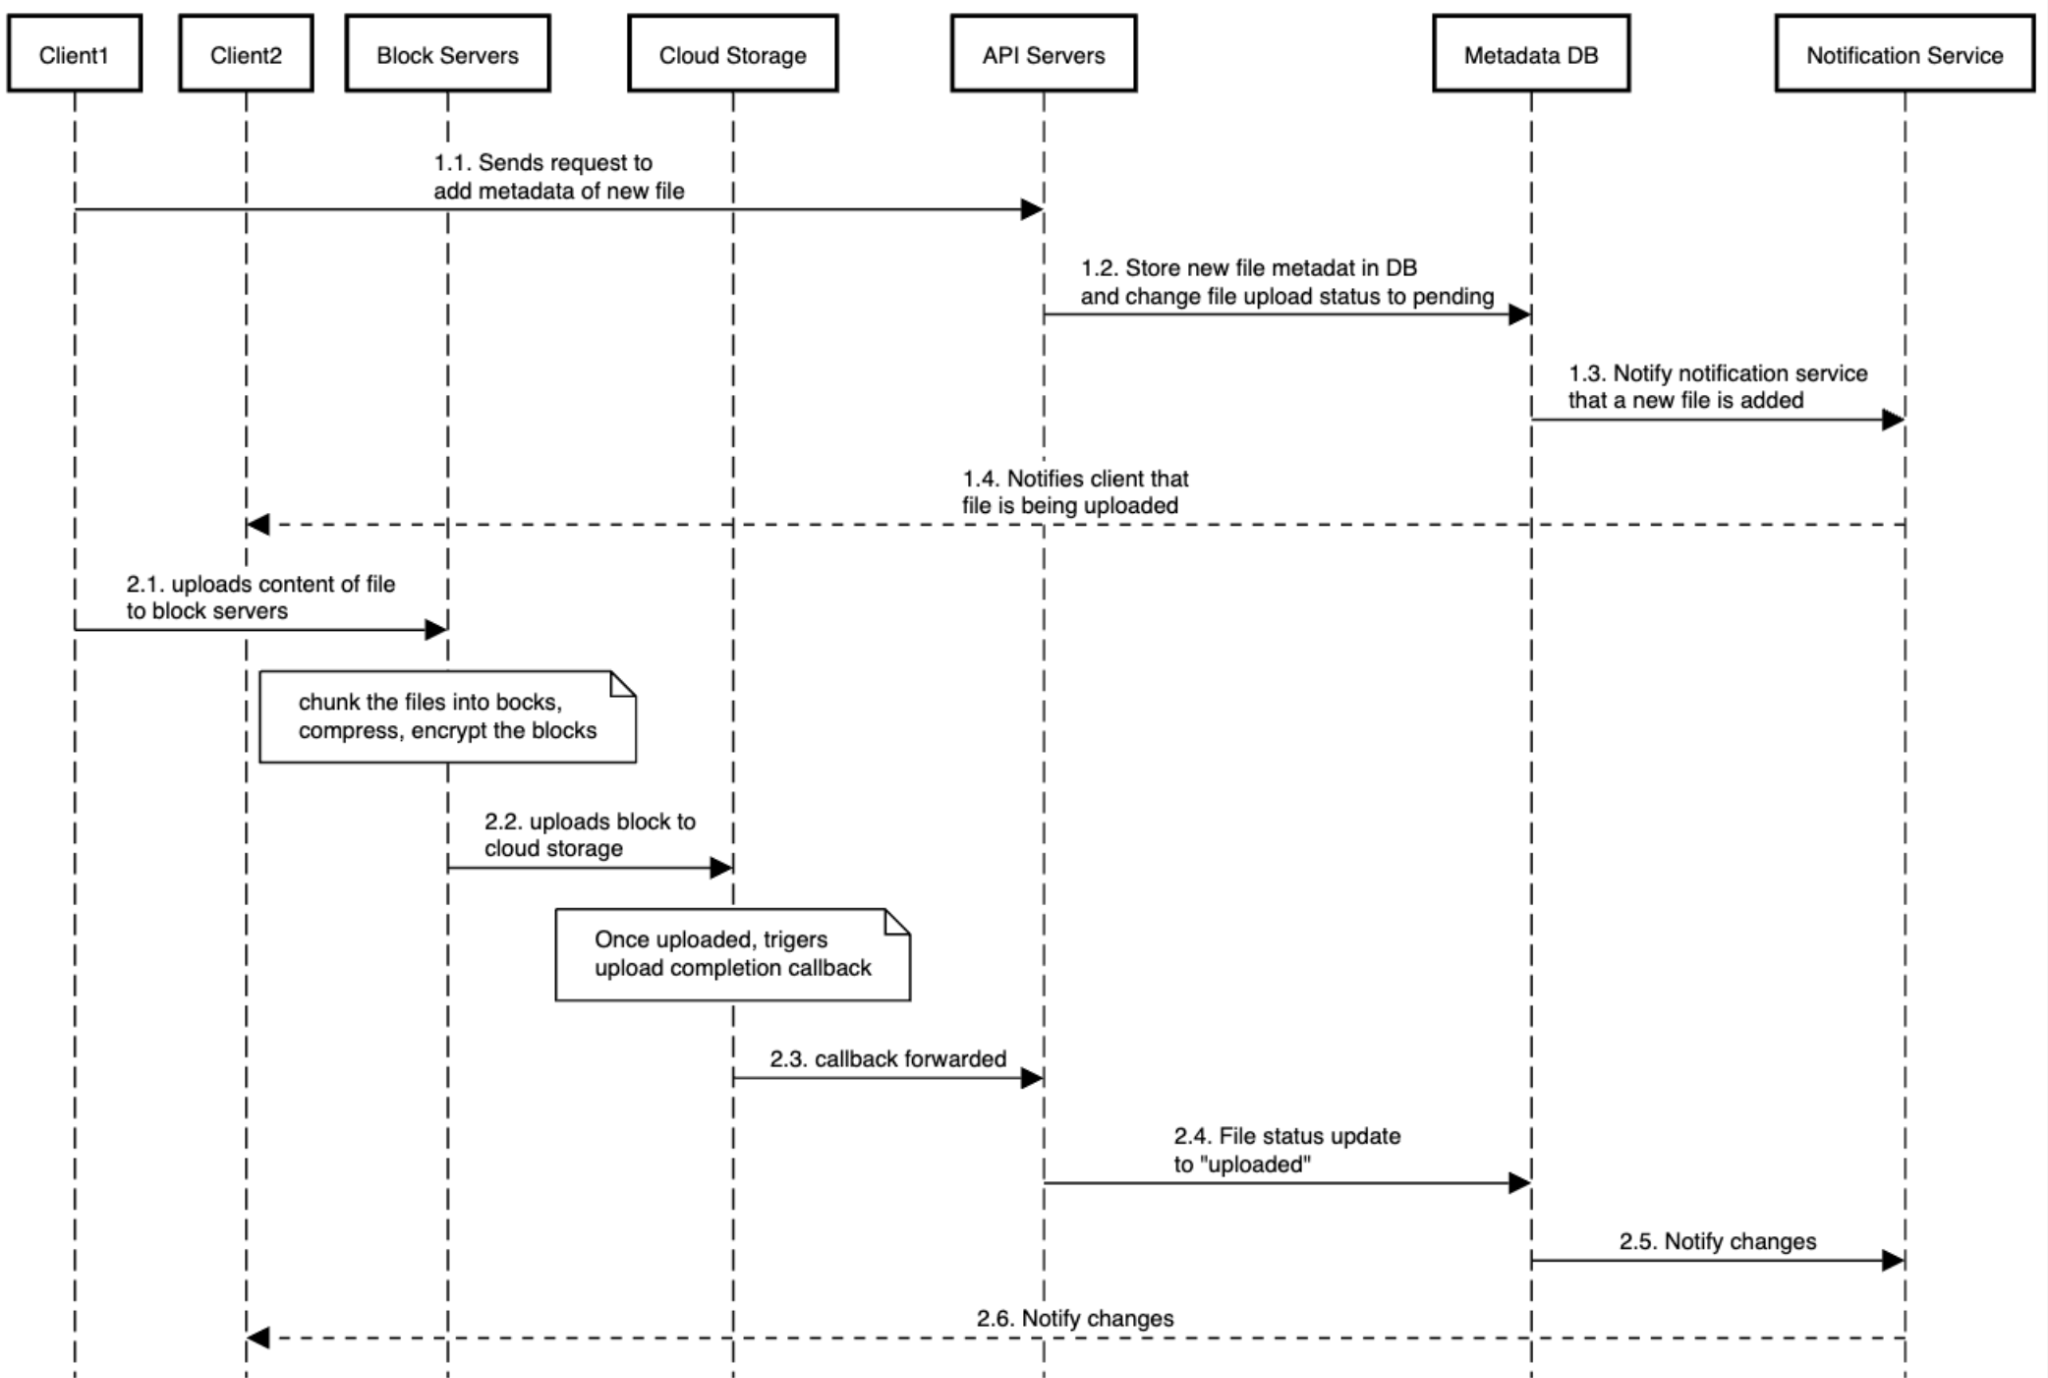 Client1
Client2
Block Servers
Cloud Storage
API Servers
Metadata DB
Notification Service
1.1. Sends request to
add metadata of new file
1.2. Store new file metadat in DB
and change file upload status to pending
1.3. Notify notification service
that a new file is added
1.4. Notifies client that
file is being uploaded
2.1. uploads content of file
to block servers
chunk the files into bocks,
compress, encrypt the blocks
2.2. uploads block to
cloud storage
Once uploaded, trigers
upload completion callback
2.3. callback forwarded
2.4. File status update
to "uploaded"
2.5. Notify changes
2.6. Notify changes